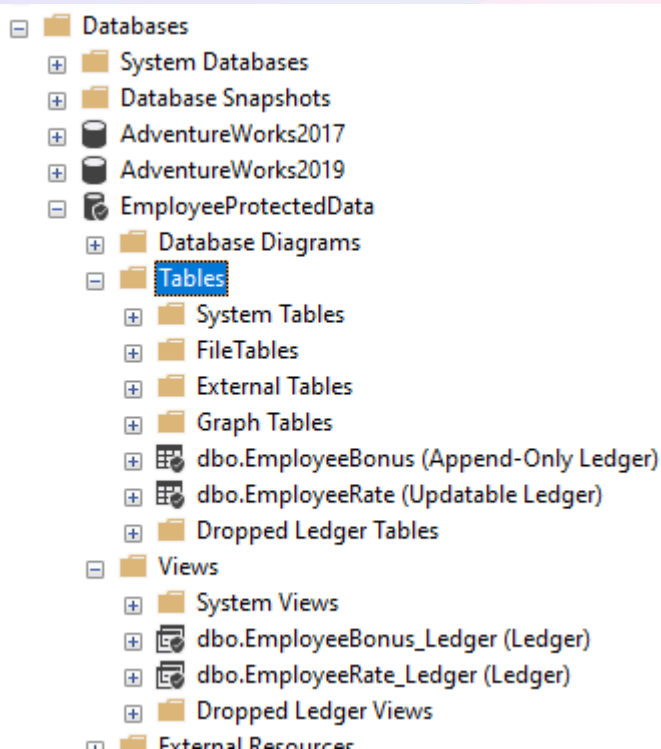 Databases
System Databases
Database Snapshots
AdventureWorks2017
AdventureWorks2019
EmployeeProtectedData
Database Diagrams
Tables
System Tables
FileTables
External Tables
Graph Tables
dbo.EmployeeBonus (Append-Only Ledger)
dbo.EmployeeRate (Updatable Ledger)
Dropped Ledger Tables
Views
System Views
dbo.EmployeeBonus_Ledger (Ledger)
dbo.EmployeeRate_Ledger (Ledger)
Dropped Ledger Views
External Resources